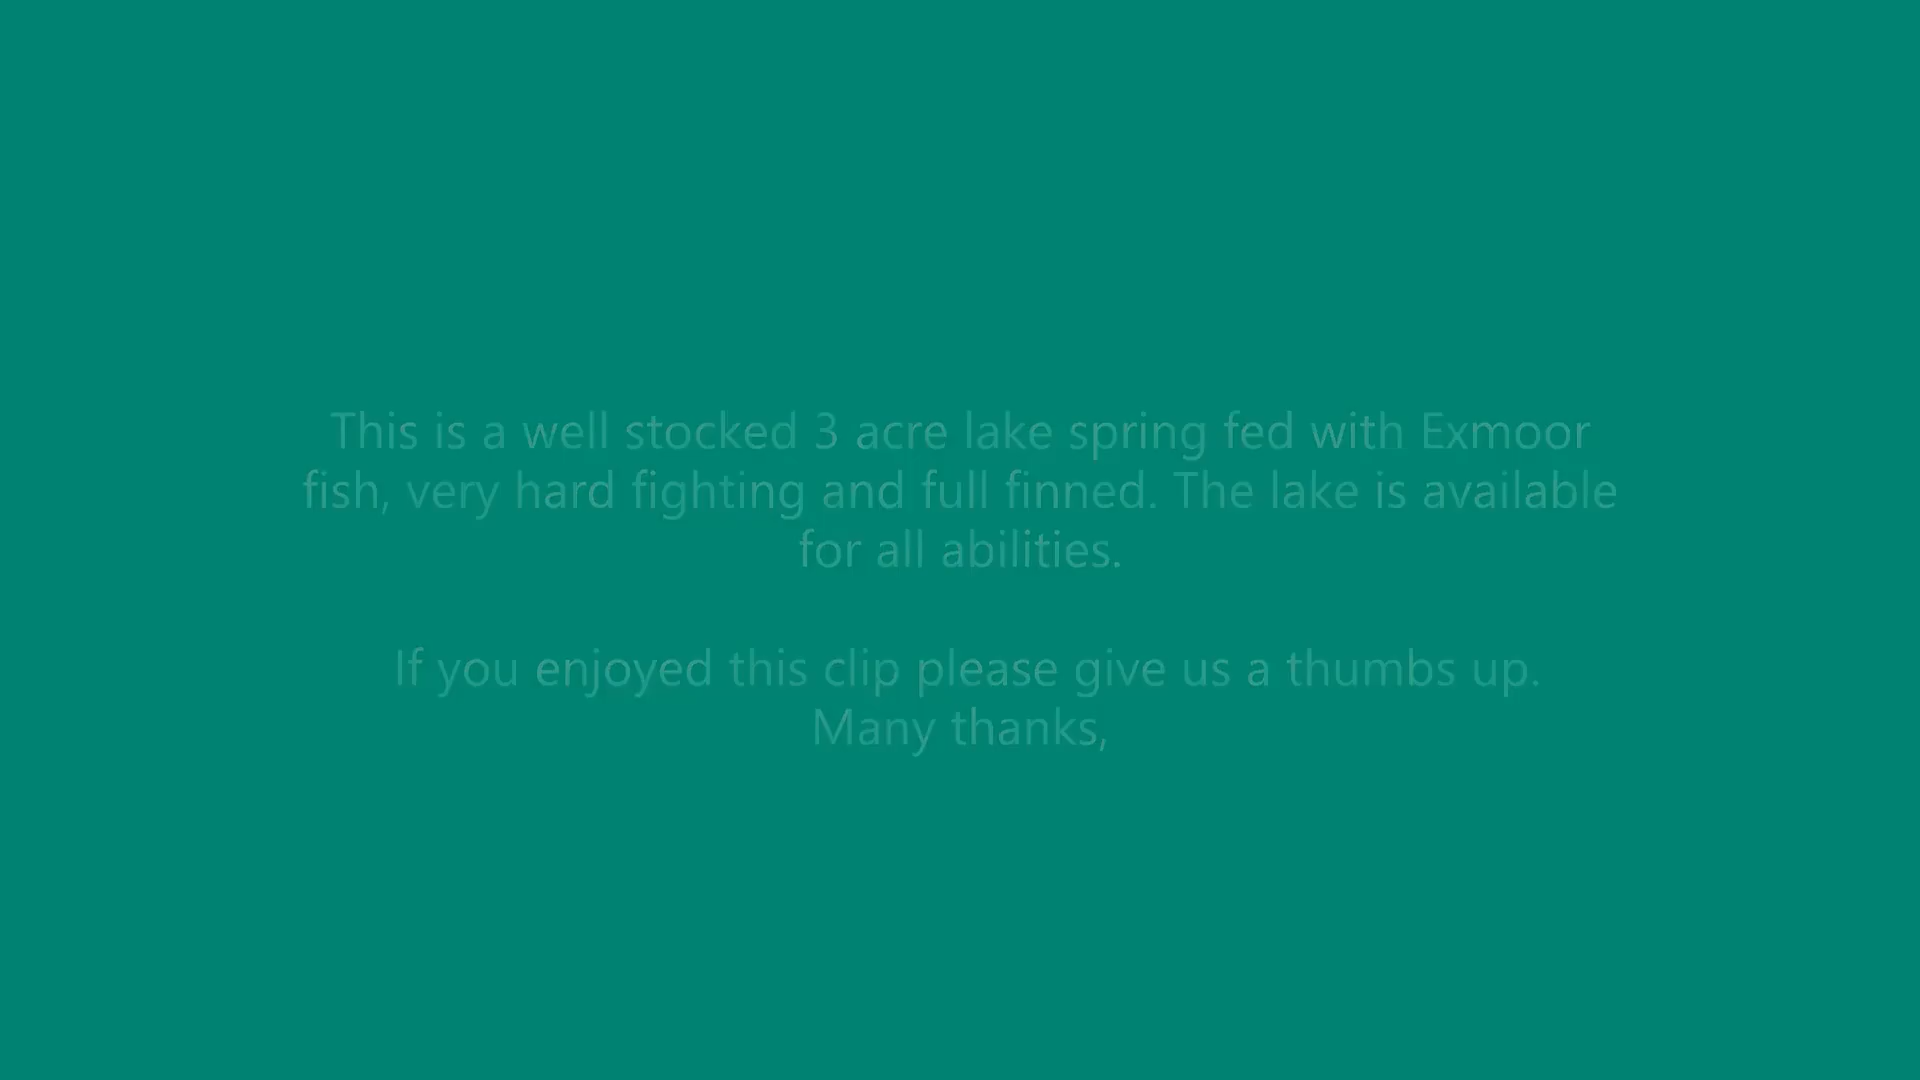 This is a well stocked 3 acre lake spring fed with Exmoor
fish, very hard fighting and full finned. The lake is available
for all abilities.
If you enjoyed this clip please give us a thumbs up.
Many thanks,